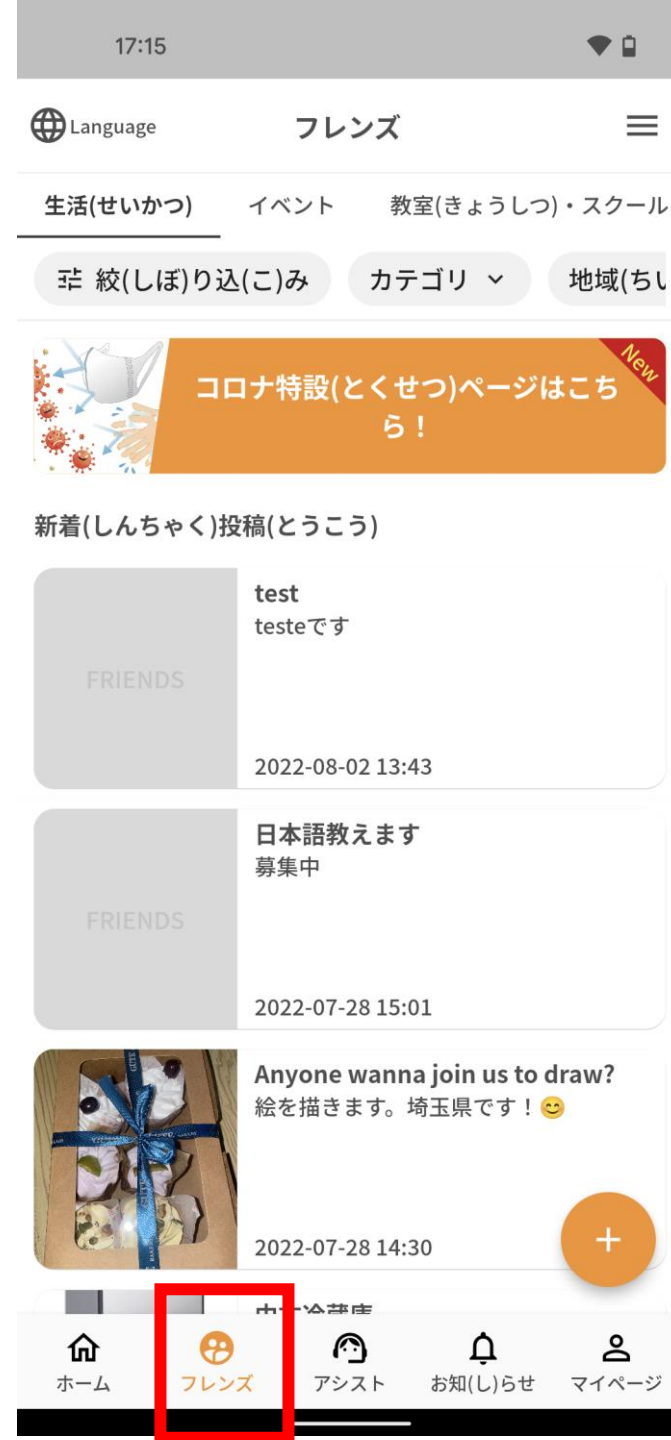 17:15
Language
フレンズ
生活(せいかつ)
イベント
教室(きょうしつ)・スクール
絞(しぼ)り込(こ)み
カテゴリ
地域(ちい
コロナ特設(とくせつ)ページはこち
ら！
New
新着(しんちゃく)投稿(とうこう)
FRIENDS
test
testeです
2022-08-02 13:43
FRIENDS
日本語教えます
募集中
2022-07-28 15:01
Anyone wanna join us to draw?
絵を描きます。埼玉県です！😊
2022-07-28 14:30
ホーム
フレンズ
アシスト
お知(し)らせ
マイページ